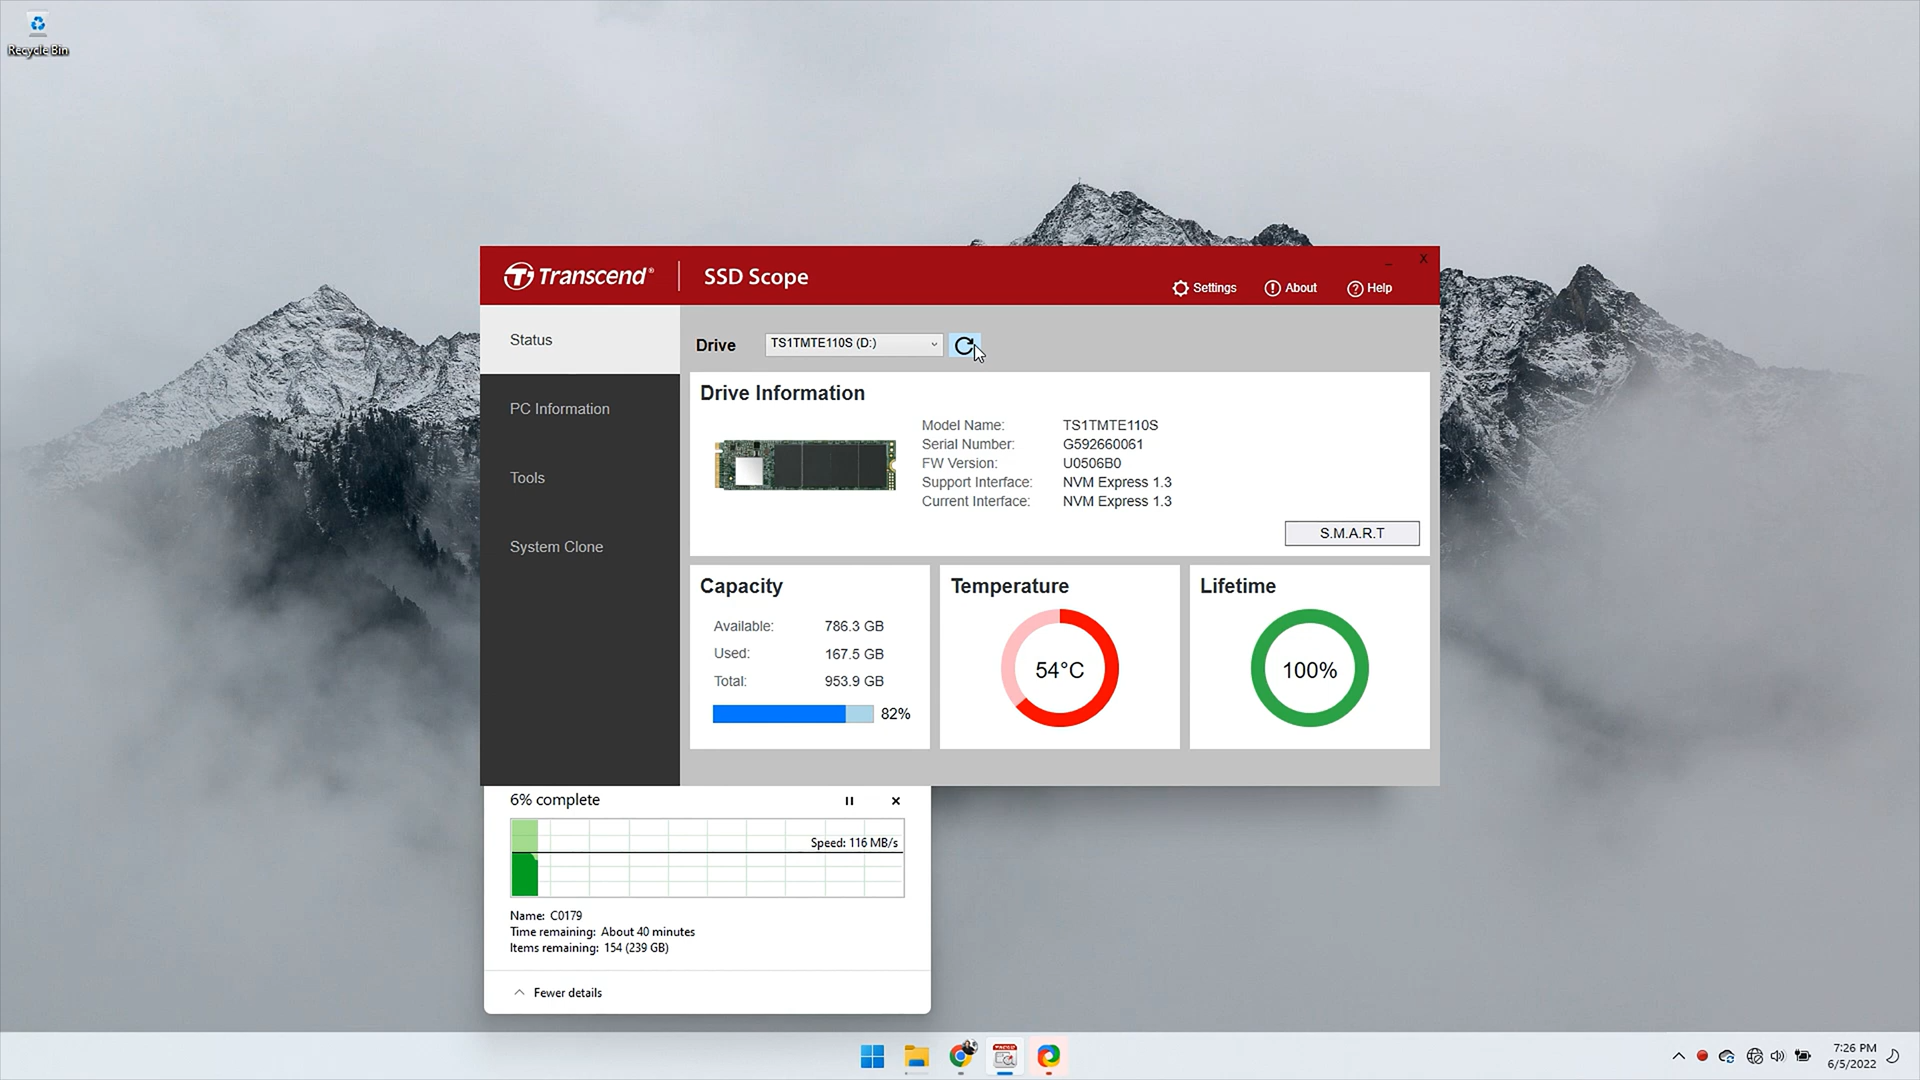 Recycle Bin
Transcend®
SSD Scope
Settings
About
Help
_
X
Status
PC Information
Tools
System Clone
Drive
TS1TMTE110S (D:)
Drive Information
Model Name: TS1TMTE110S
Serial Number: G592660061
FW Version: U0506B0
Support Interface: NVM Express 1.3
Current Interface: NVM Express 1.3
S.M.A.R.T
Capacity
Available: 786.3 GB
Used: 167.5 GB
Total: 953.9 GB
82%
Temperature
54°C
Lifetime
100%
6% complete
Speed: 116 MB/s
Name: C0179
Time remaining: About 40 minutes
Items remaining: 154 (239 GB)
Fewer details
7:26 PM
6/5/2022